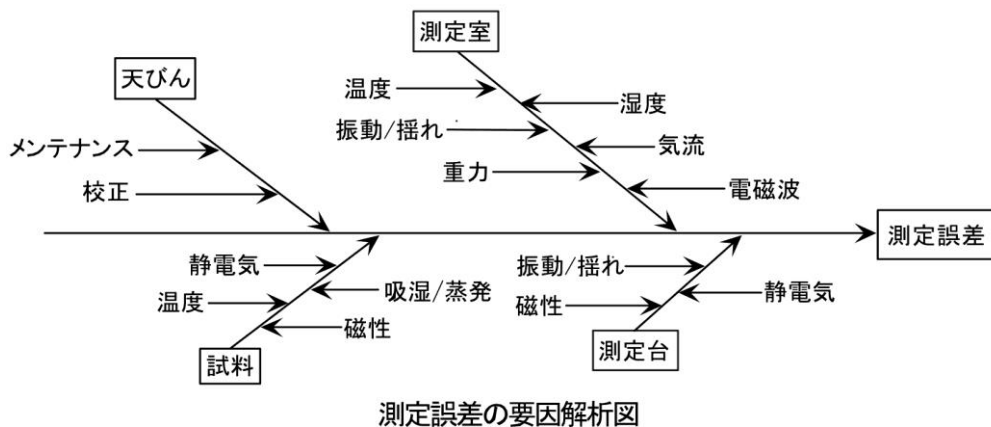 測定室
天びん
温度
湿度
振動/揺れ
メンテナンス
気流
重力
校正
電磁波
測定誤差
静電気
振動/揺れ
吸湿/蒸発
静電気
温度
磁性
磁性
測定台
試料
測定誤差の要因解析図